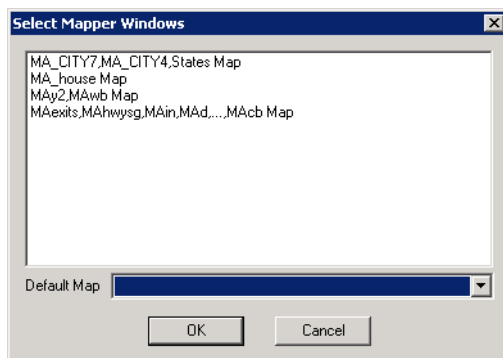 Select Mapper Windows
MA_CITY7,MA_CITY4,States Map
MA_house Map
MAy2,MAwb Map
MAexits,MAhwysg,MAin,MAd,...,MAcb Map
Default Map
OK
Cancel